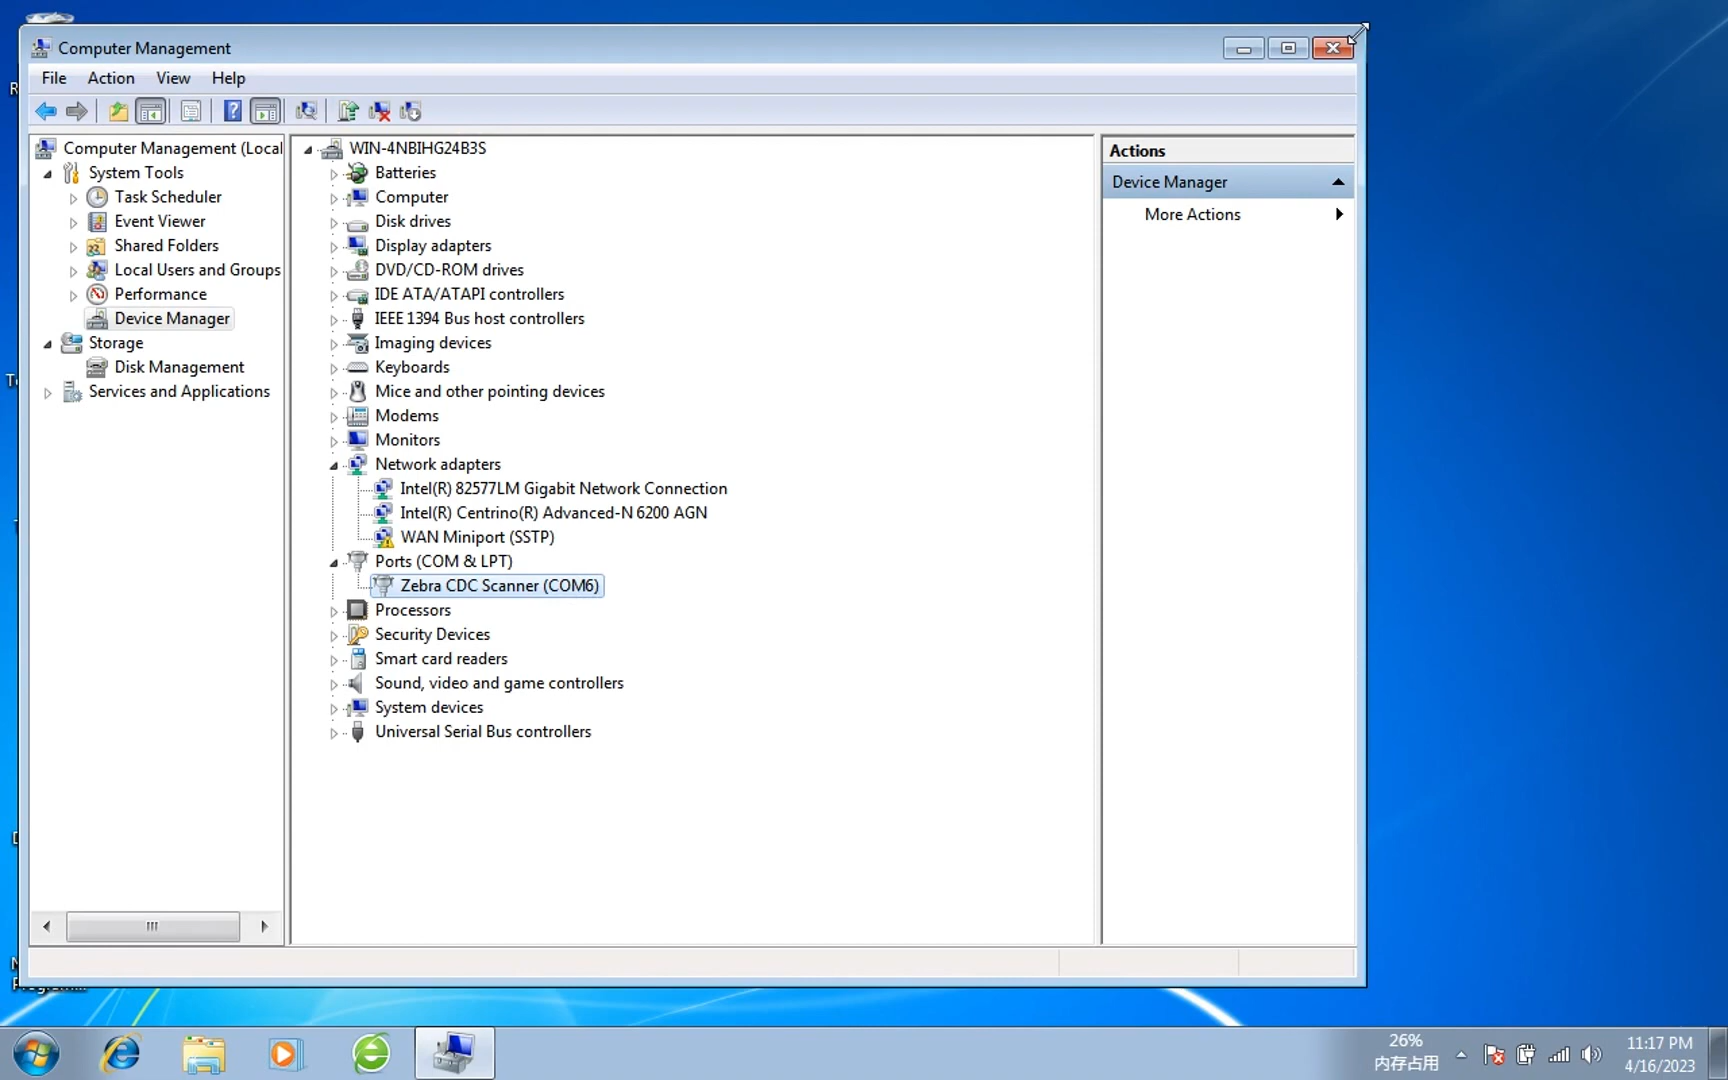 Computer Management
File Action View Help
Computer Management (Local
System Tools
Task Scheduler
Event Viewer
Shared Folders
Local Users and Groups
Performance
Device Manager
Storage
Disk Management
Services and Applications
WIN-4NBIHG24B3S
Batteries
Computer
Disk drives
Display adapters
DVD/CD-ROM drives
IDE ATA/ATAPI controllers
IEEE 1394 Bus host controllers
Imaging devices
Keyboards
Mice and other pointing devices
Modems
Monitors
Network adapters
Intel(R) 82577LM Gigabit Network Connection
Intel(R) Centrino(R) Advanced-N 6200 AGN
WAN Miniport (SSTP)
Ports (COM & LPT)
Zebra CDC Scanner (COM6)
Processors
Security Devices
Smart card readers
Sound, video and game controllers
System devices
Universal Serial Bus controllers
Actions
Device Manager
More Actions
26%
内存占用
11:17 PM
4/16/2023